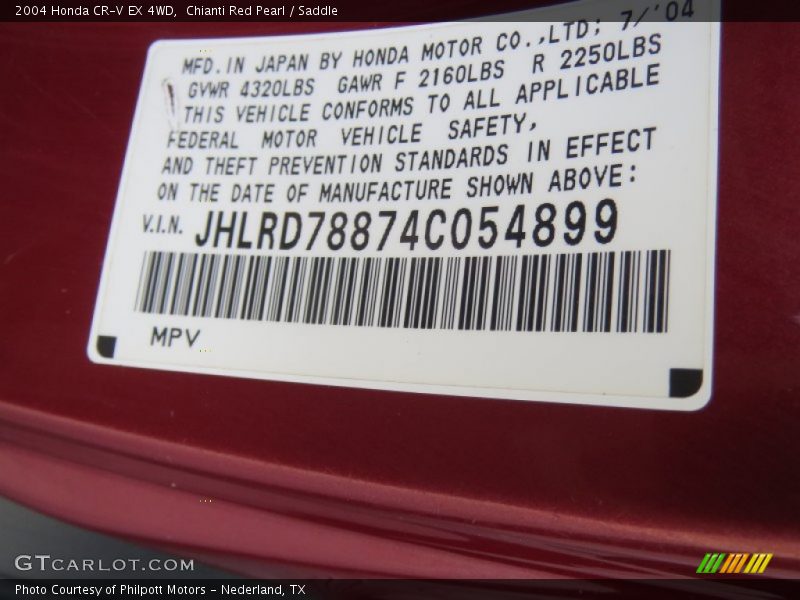 2004 Honda CR-V EX 4WD, Chianti Red Pearl / Saddle
MFD. IN JAPAN BY HONDA MOTOR CO.,LTD; 7/'04
GVWR 4320LBS GAWR F 2160LBS R 2250LBS
THIS VEHICLE CONFORMS TO ALL APPLICABLE
FEDERAL MOTOR VEHICLE SAFETY,
AND THEFT PREVENTION STANDARDS IN EFFECT
ON THE DATE OF MANUFACTURE SHOWN ABOVE:
V.I.N. JHLRD78874C054899
MPV
GTCARLOT.COM
Photo Courtesy of Philpott Motors - Nederland, TX